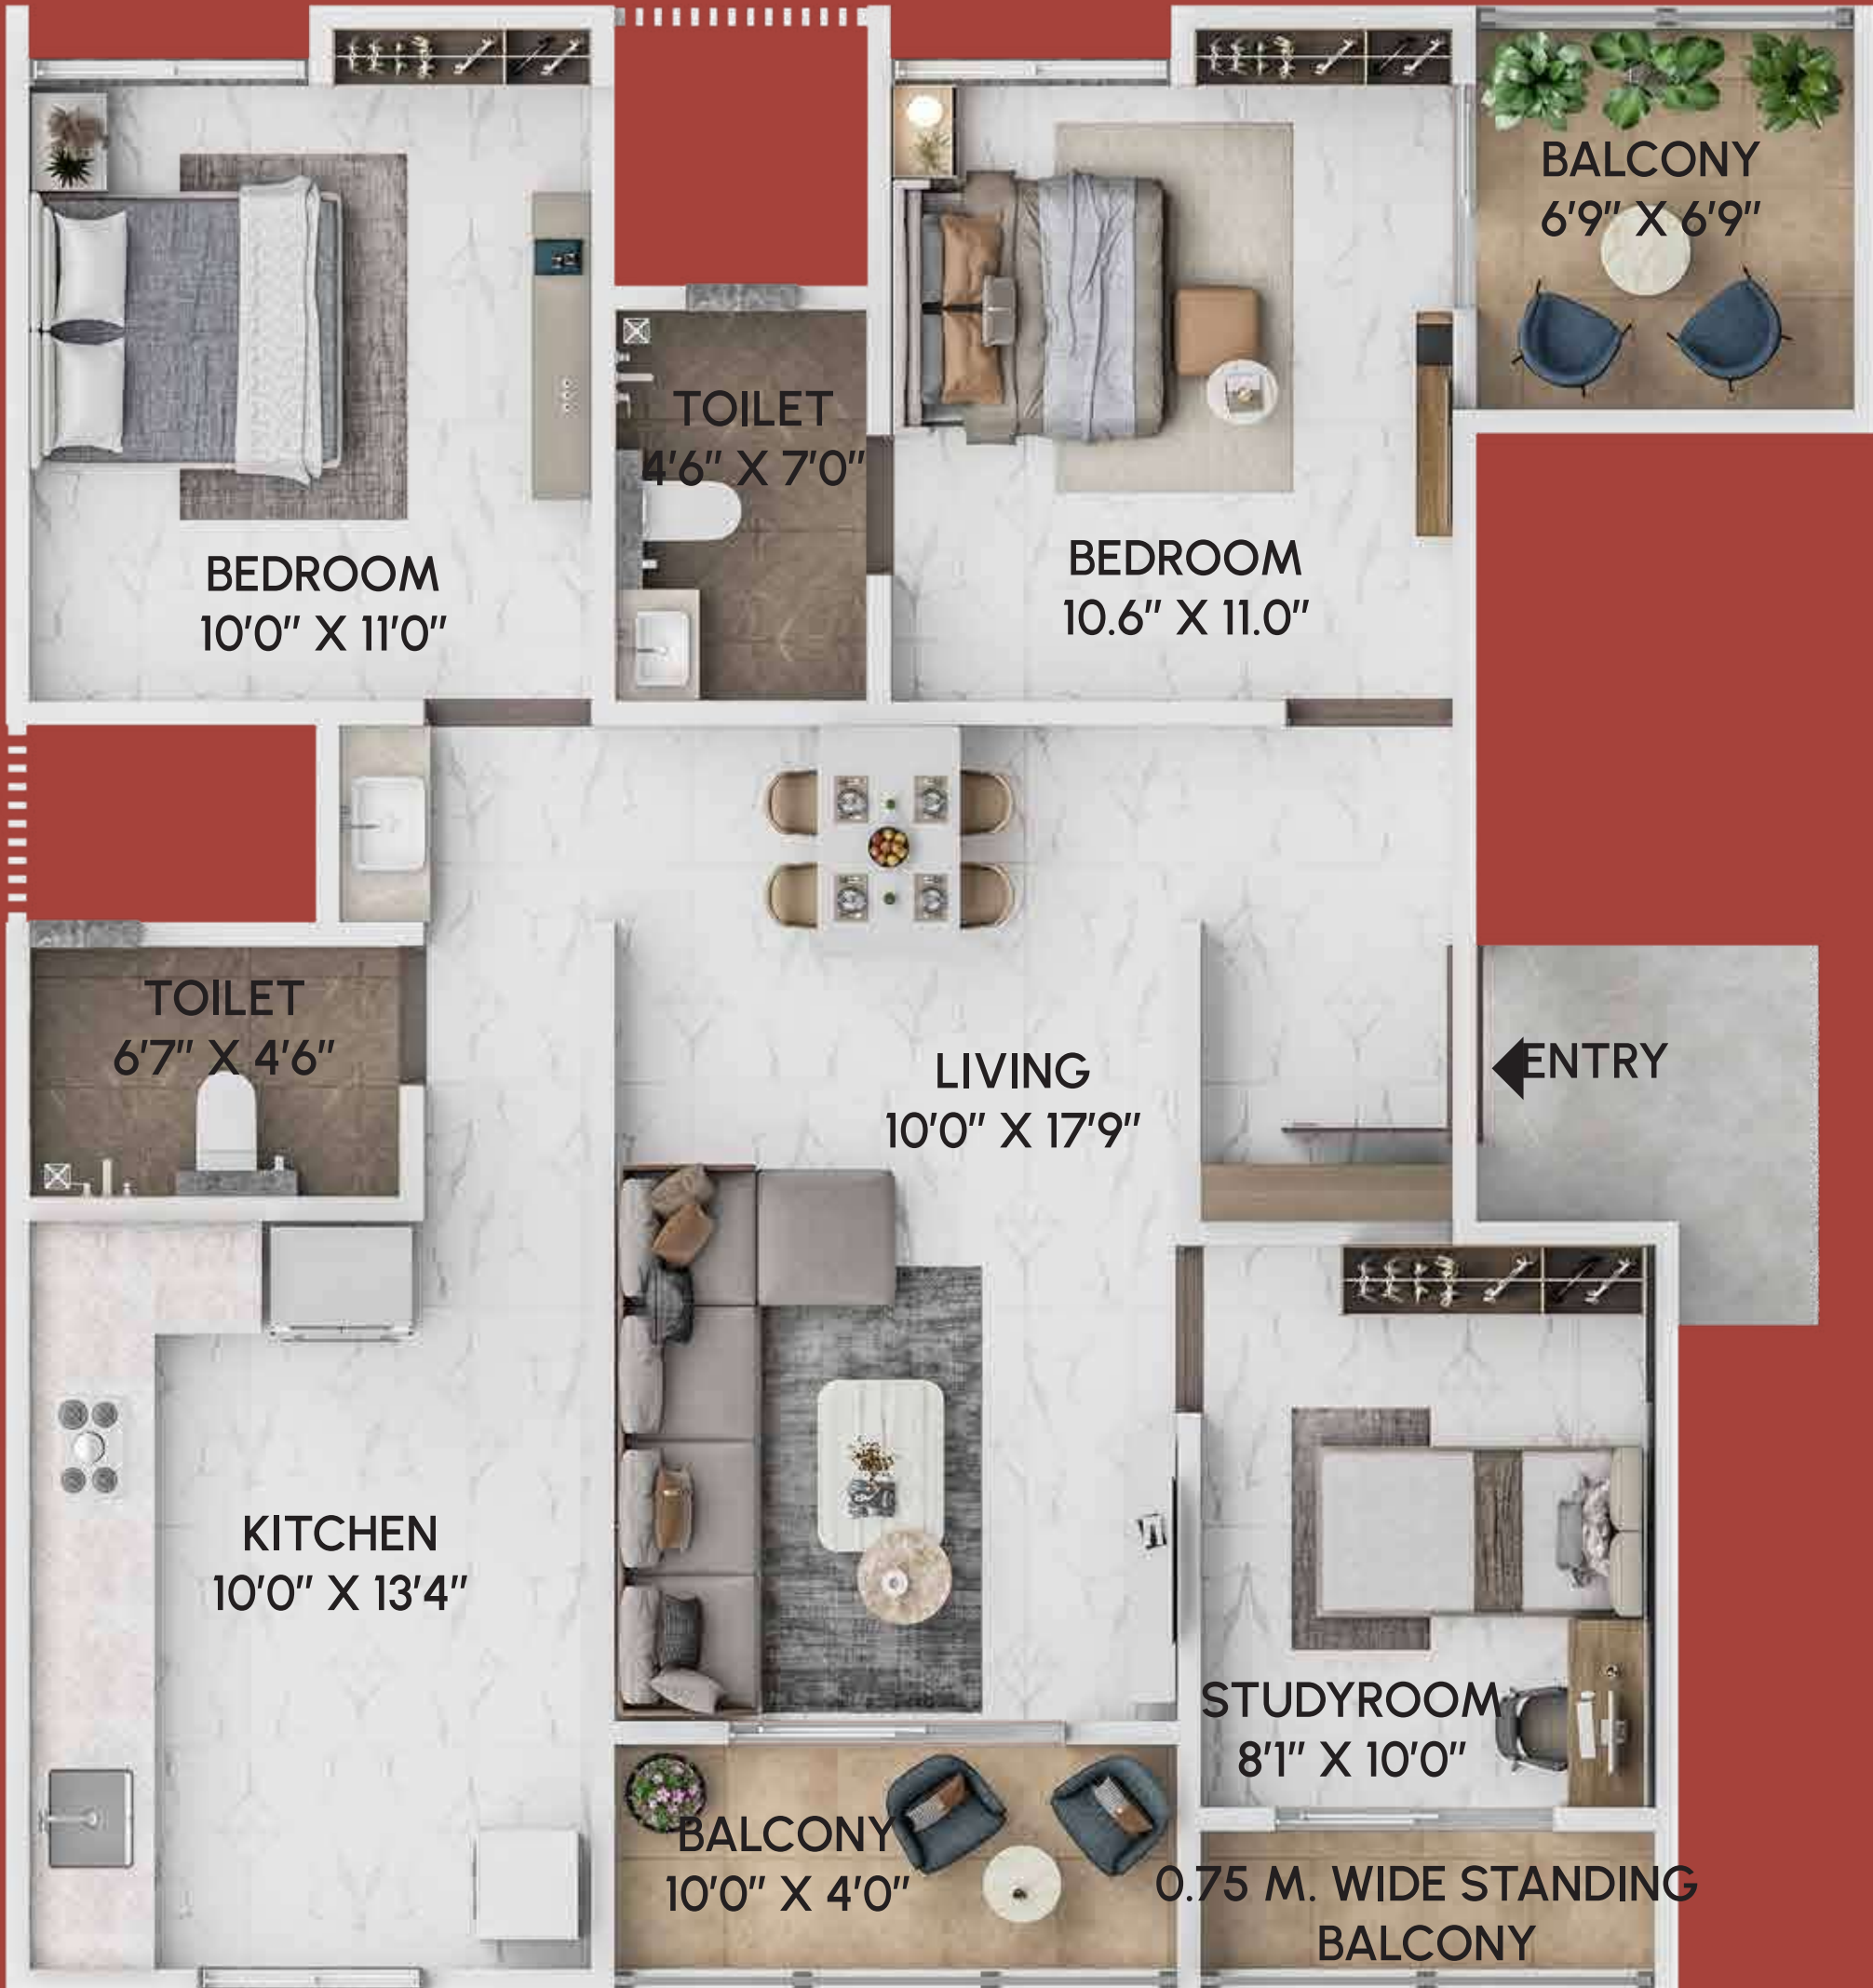 BALCONY
6'9" X 6'9"
TOILET
4'6" X 7'0"
BEDROOM
10'0" X 11'0"
BEDROOM
10.6" X 11.0"
TOILET
6'7" X 4'6"
LIVING
10'0" X 17'9"
ENTRY
KITCHEN
10'0" X 13'4"
STUDYROOM
8'1" X 10'0"
BALCONY
10'0" X 4'0"
0.75 M. WIDE STANDING
BALCONY